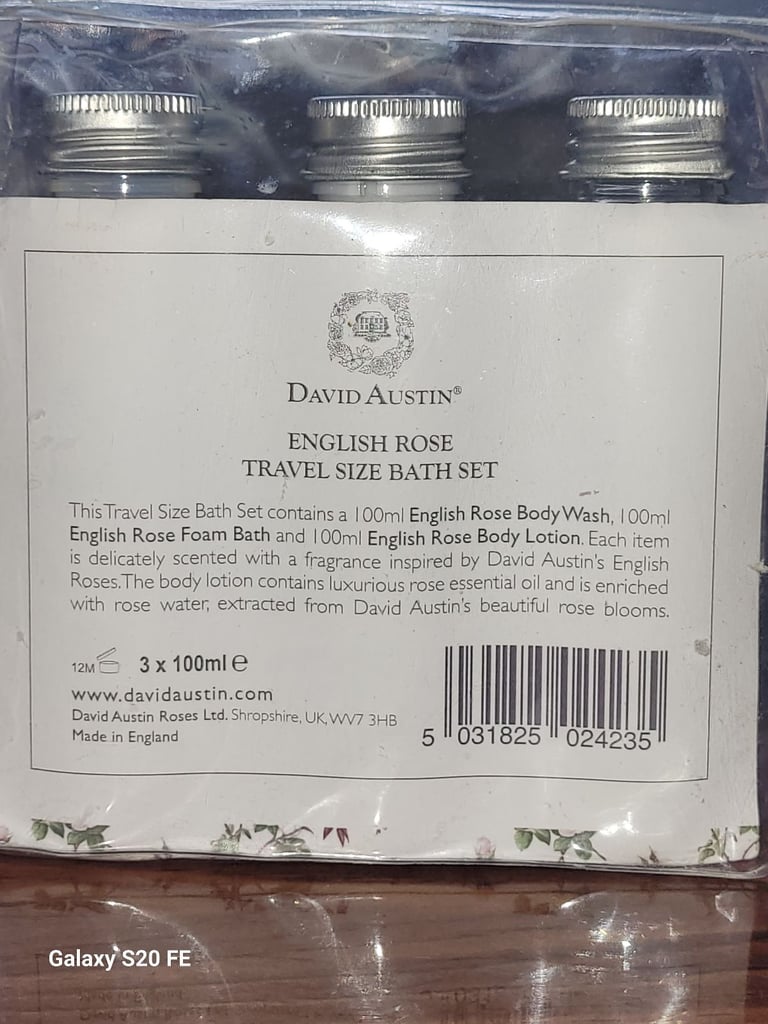 DAVID AUSTIN®
ENGLISH ROSE
TRAVEL SIZE BATH SET
This Travel Size Bath Set contains a 100ml English Rose Body Wash, 100ml
English Rose Foam Bath and 100ml English Rose Body Lotion. Each item
is delicately scented with a fragrance inspired by David Austin's English
Roses.The body lotion contains luxurious rose essential oil and is enriched
with rose water, extracted from David Austin's beautiful rose blooms.
12M 3 x 100ml ℮
www.davidaustin.com
David Austin Roses Ltd. Shropshire, UK, WV7 3HB
Made in England
5 031825 024235
Galaxy S20 FE